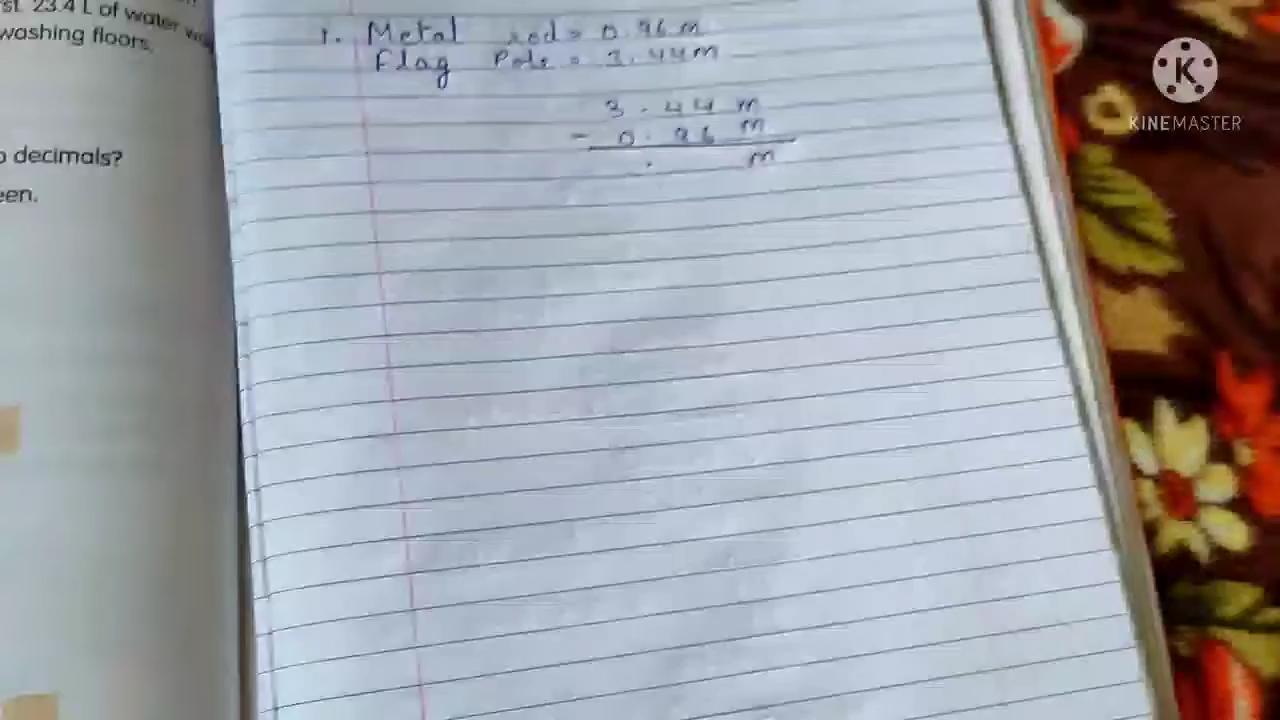 st. 23.4 L of water
washing floors.
o decimals?
een.
1. Metal rod = 0.96 m
Flag Pole = 3.44 m
3.44 m
- 0.96 m
. m
K
KINEMASTER